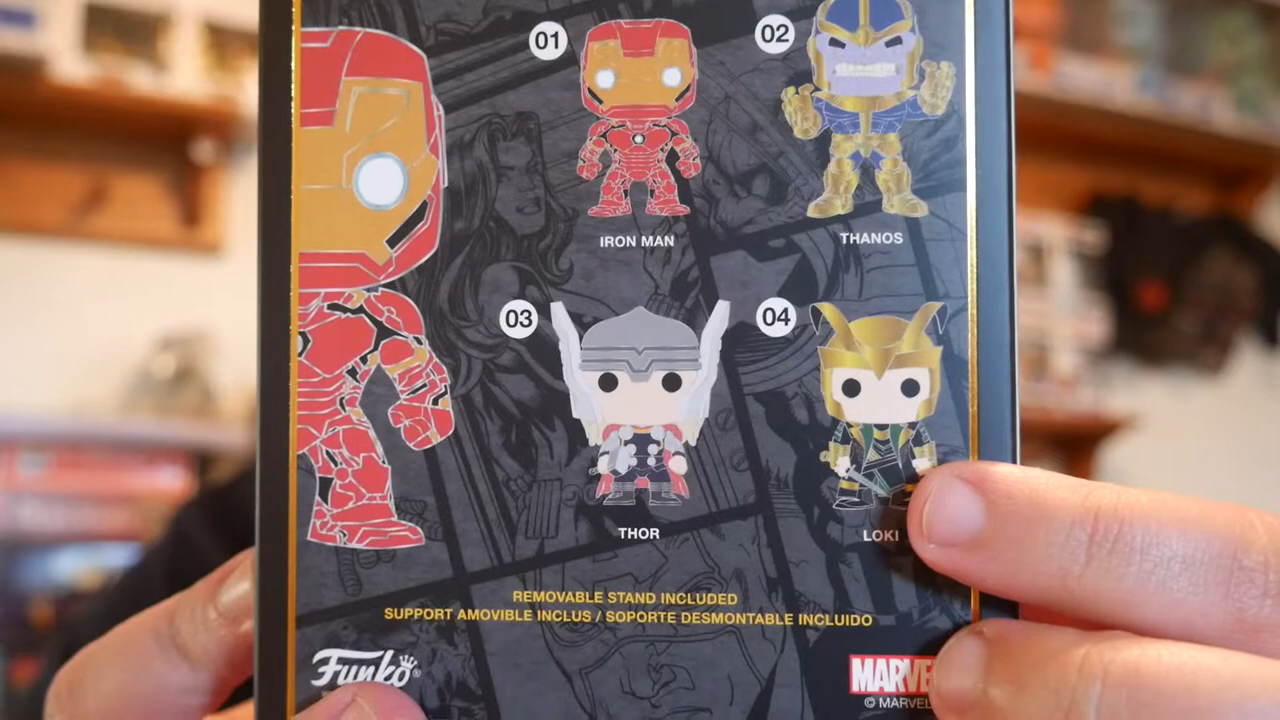 01
02
IRON MAN
THANOS
03
04
THOR
LOKI
REMOVABLE STAND INCLUDED
SUPPORT AMOVIBLE INCLUS / SOPORTE DESMONTABLE INCLUIDO
Funko
MARVE
© MARVEL